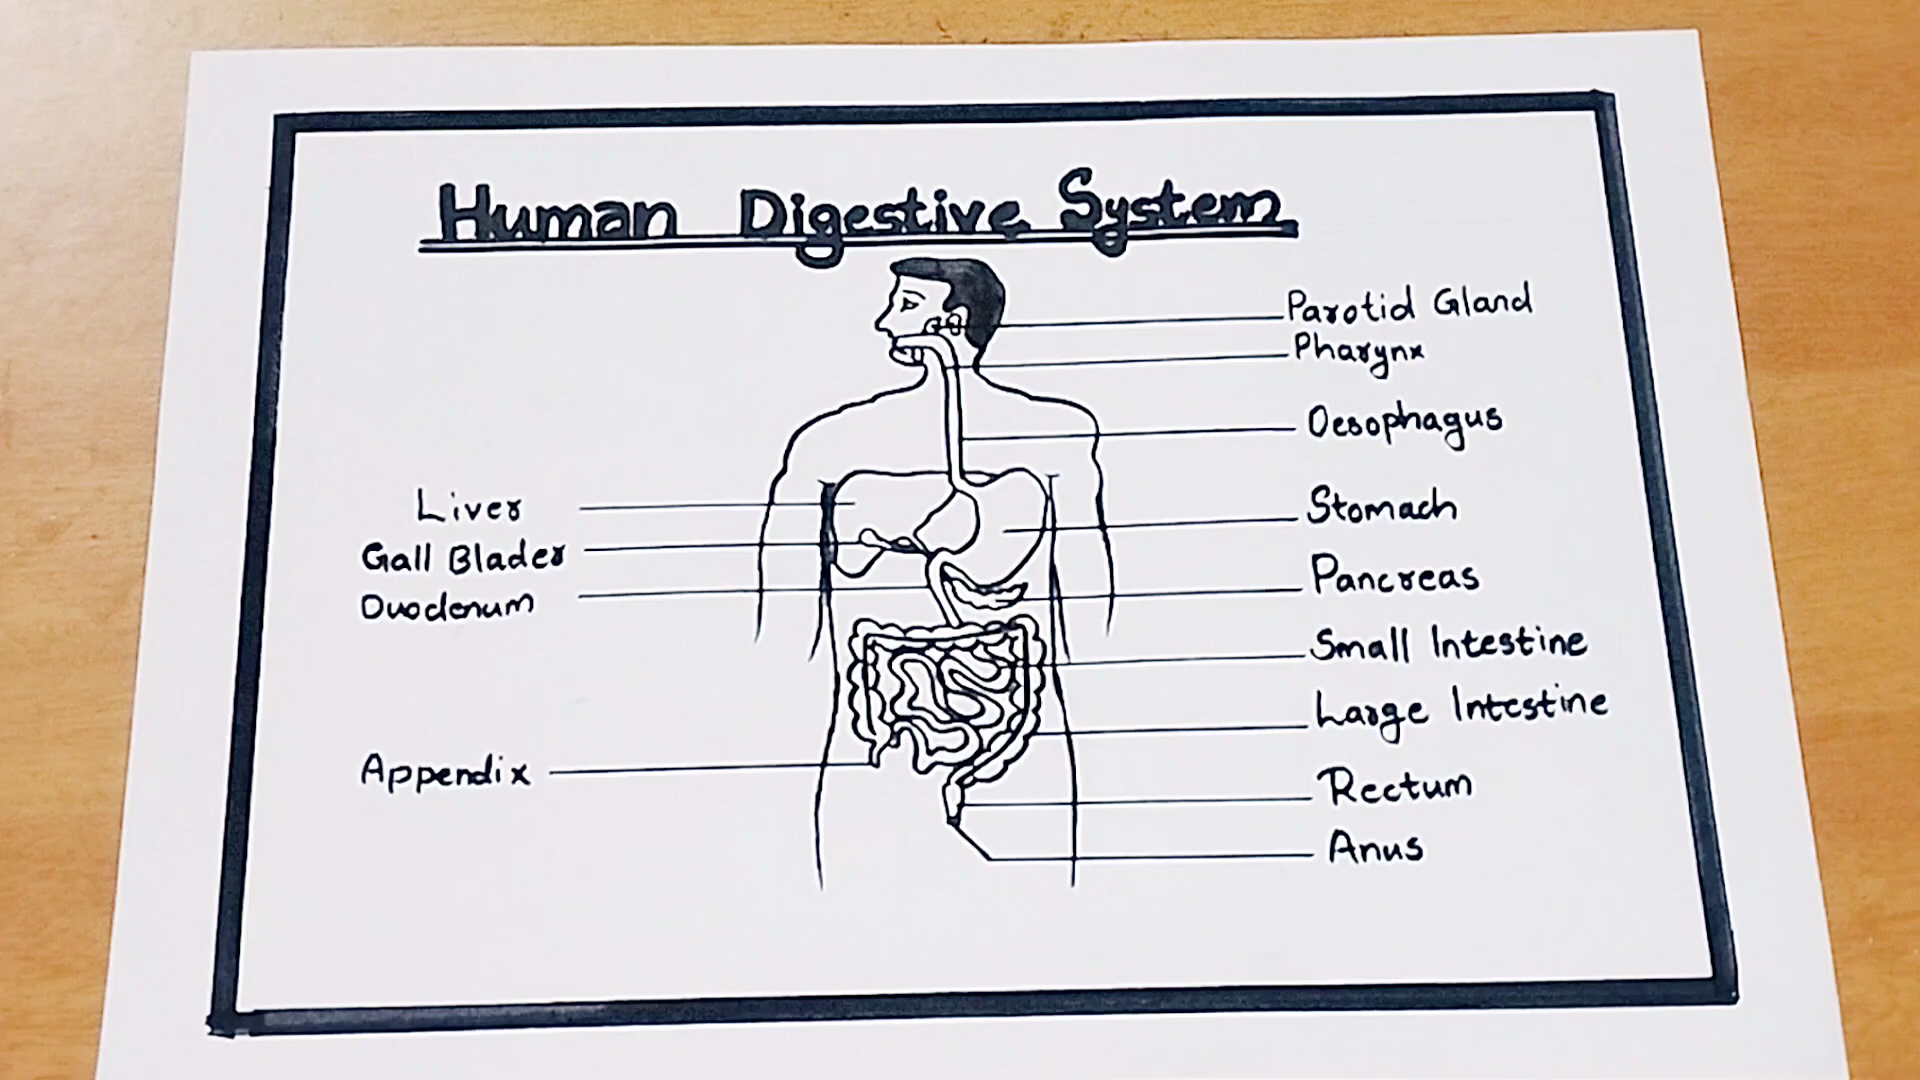 Human Digestive System
Parotid Gland
Pharynx
Oesophagus
Liver
Stomach
Gall Blader
Pancreas
Duodenum
Small Intestine
Large Intestine
Appendix
Rectum
Anus